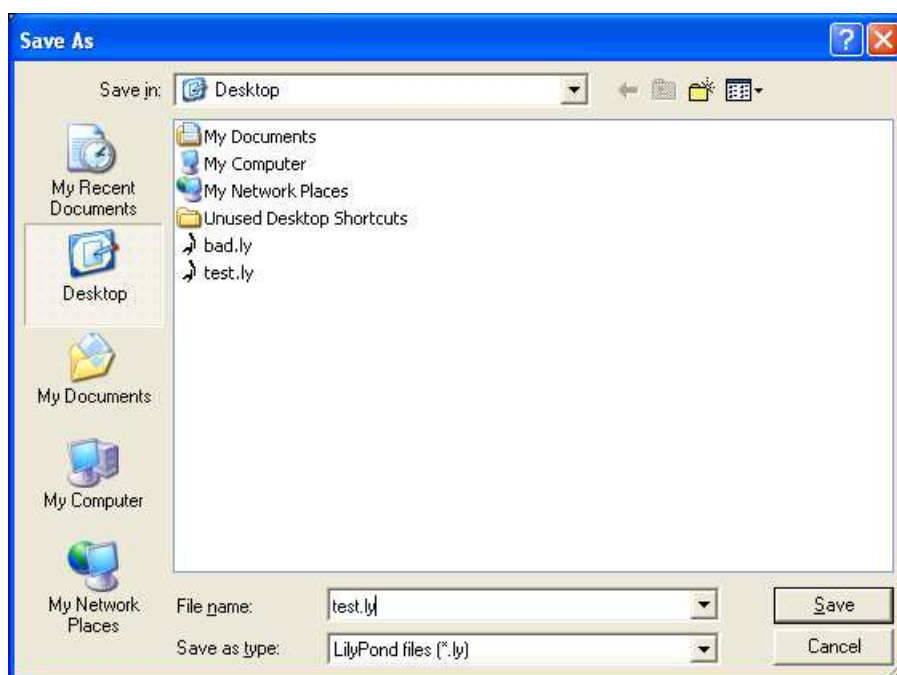 Save As
Save in: Desktop
My Recent
Documents
Desktop
My Documents
My Computer
My Network
Places
My Documents
My Computer
My Network Places
Unused Desktop Shortcuts
bad.ly
test.ly
File name: test.ly Save
Save as type: LilyPond files (*.ly) Cancel